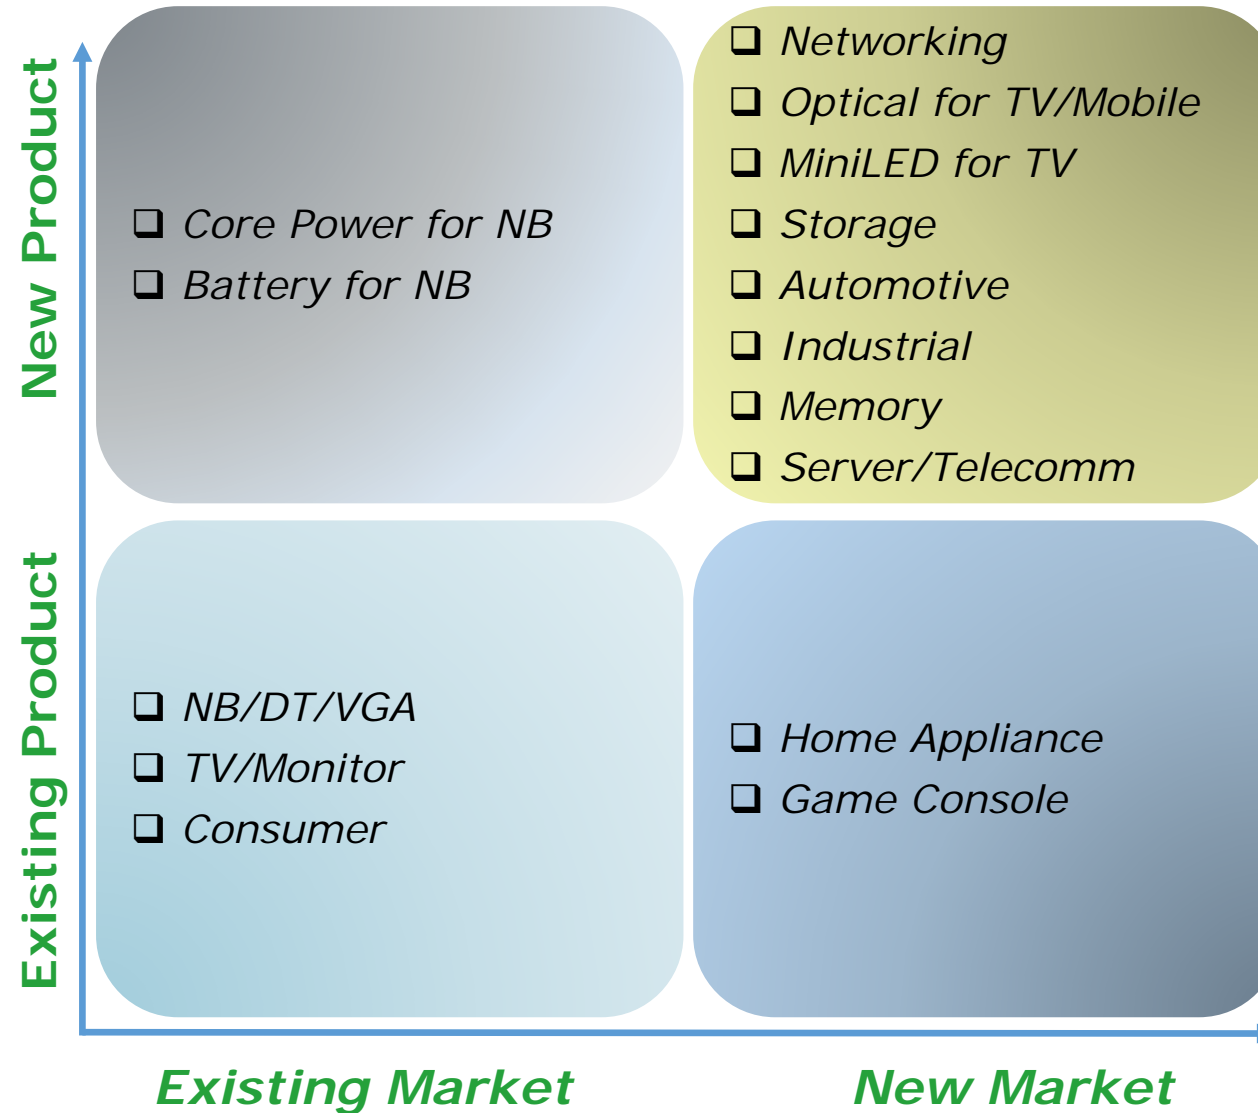 New Product
Core Power for NB
Battery for NB
Networking
Optical for TV/Mobile
MiniLED for TV
Storage
Automotive
Industrial
Memory
Server/Telecomm
Existing Product
NB/DT/VGA
TV/Monitor
Consumer
Home Appliance
Game Console
Existing Market
New Market